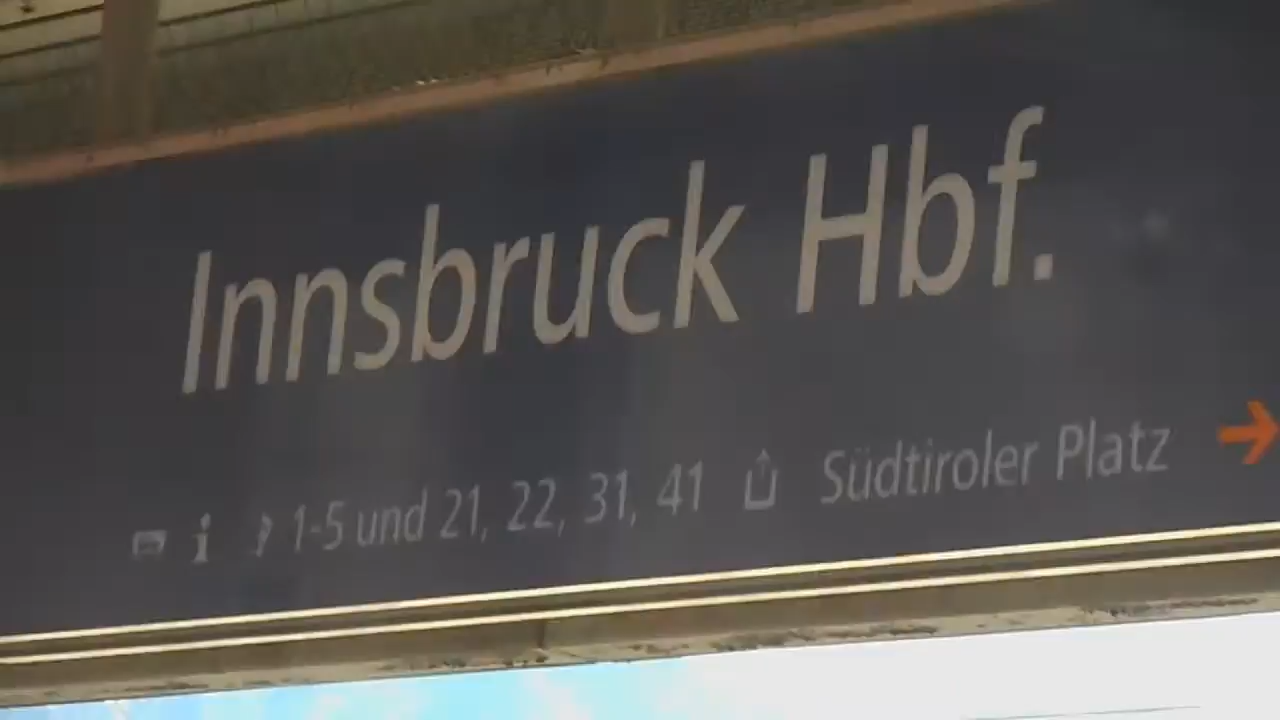 Innsbruck Hbf.
1-5 und 21, 22, 31, 41 Südtiroler Platz